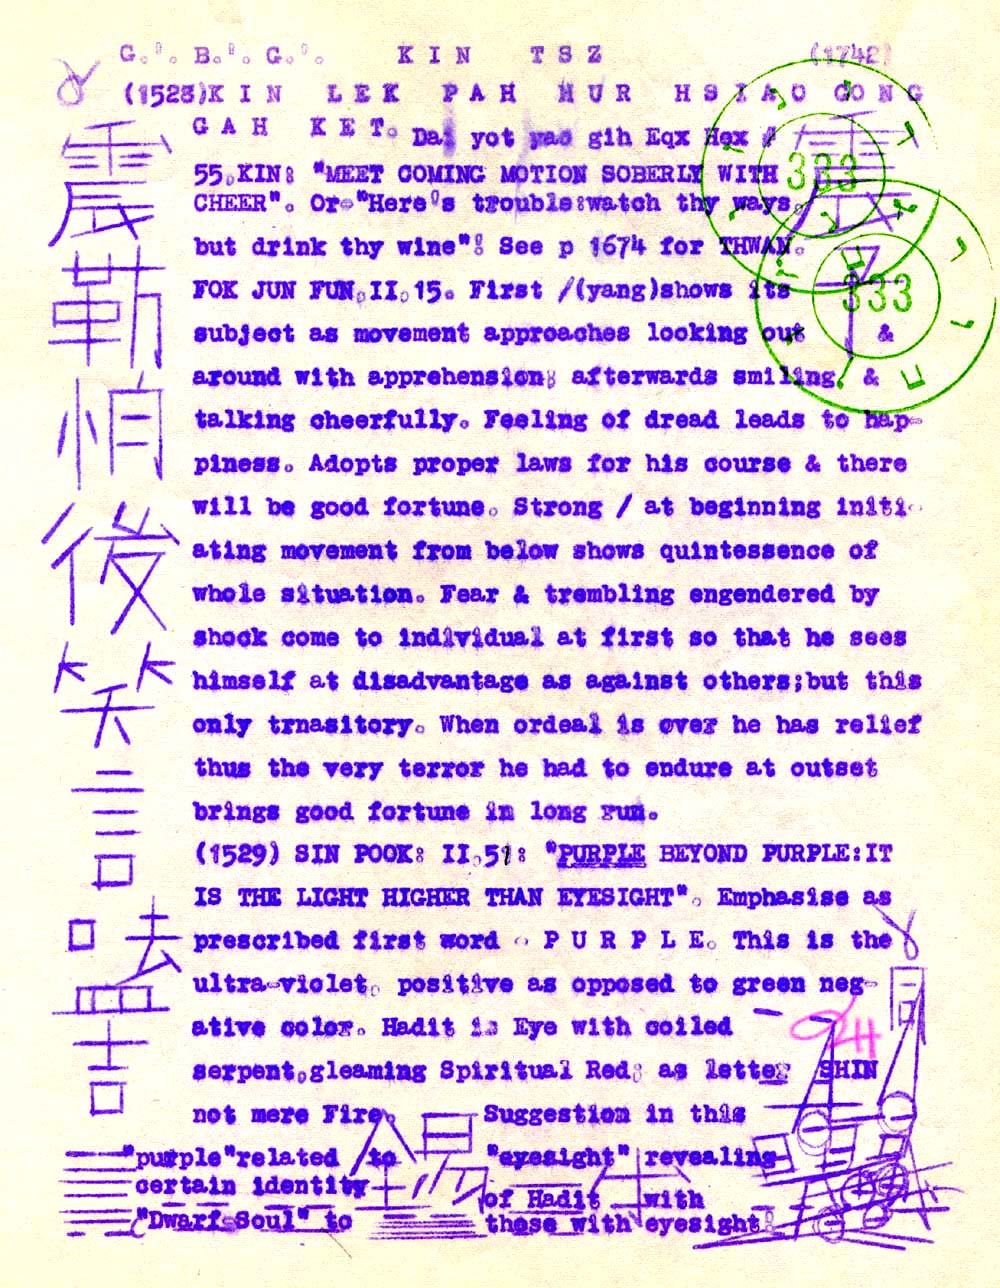 G.'. B.'. G.'. KIN TSZ (1742)
(1525)KIN LEK PAH HUR HSIAO GONG
GAH KET. Dai yot yao gih Eqx Hex
55.KIN: "MEET COMING MOTION SOBERLY WITH 333
CHEER". Or-"Here's trouble:watch thy ways,
but drink thy wine"! See p 1674 for THWAN.
FOK JUN FUN,II,15. First /(yang)shows its 333
subject as movement approaches looking out &
around with apprehension; afterwards smiling &
talking cheerfully. Feeling of dread leads to hap-
piness. Adopts proper laws for his course & there
will be good fortune. Strong / at beginning initi-
ating movement from below shows quintessence of
whole situation. Fear & trembling engendered by
shock come to individual at first so that he sees
himself at disadvantage as against others;but this
only trnasitory. When ordeal is over he has relief
thus the very terror he had to endure at outset
brings good fortune in long run.
(1529) SIN POOK: II,51: "PURPLE BEYOND PURPLE:IT
IS THE LIGHT HIGHER THAN EYESIGHT". Emphasise as
prescribed first word - P U R P L E. This is the
ultra-violet, positive as opposed to green neg-
ative color. Hadit is Eye with coiled
serpent,gleaming Spiritual Red; as letter SHIN
not mere Fire. Suggestion in this
"purple"related to "eyesight" revealing
certain identity of Hadit with
"Dwarf-Soul" to those with eyesight!
震
子
震
勒
怕
後
笑
言
啞
吉